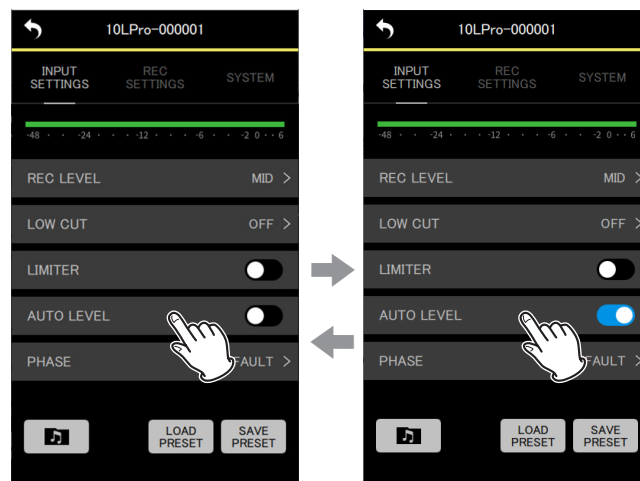 10LPro-000001
INPUT SETTINGS REC SETTINGS SYSTEM
-48 · · -24 · · -12 · · · -6 · -2 0 · · 6
REC LEVEL MID >
LOW CUT OFF >
LIMITER
AUTO LEVEL
PHASE FAULT >
LOAD PRESET SAVE PRESET
10LPro-000001
INPUT SETTINGS REC SETTINGS SYSTEM
-48 · · -24 · · -12 · · · -6 · -2 0 · · 6
REC LEVEL MID >
LOW CUT OFF >
LIMITER
AUTO LEVEL
PHASE FAULT >
LOAD PRESET SAVE PRESET